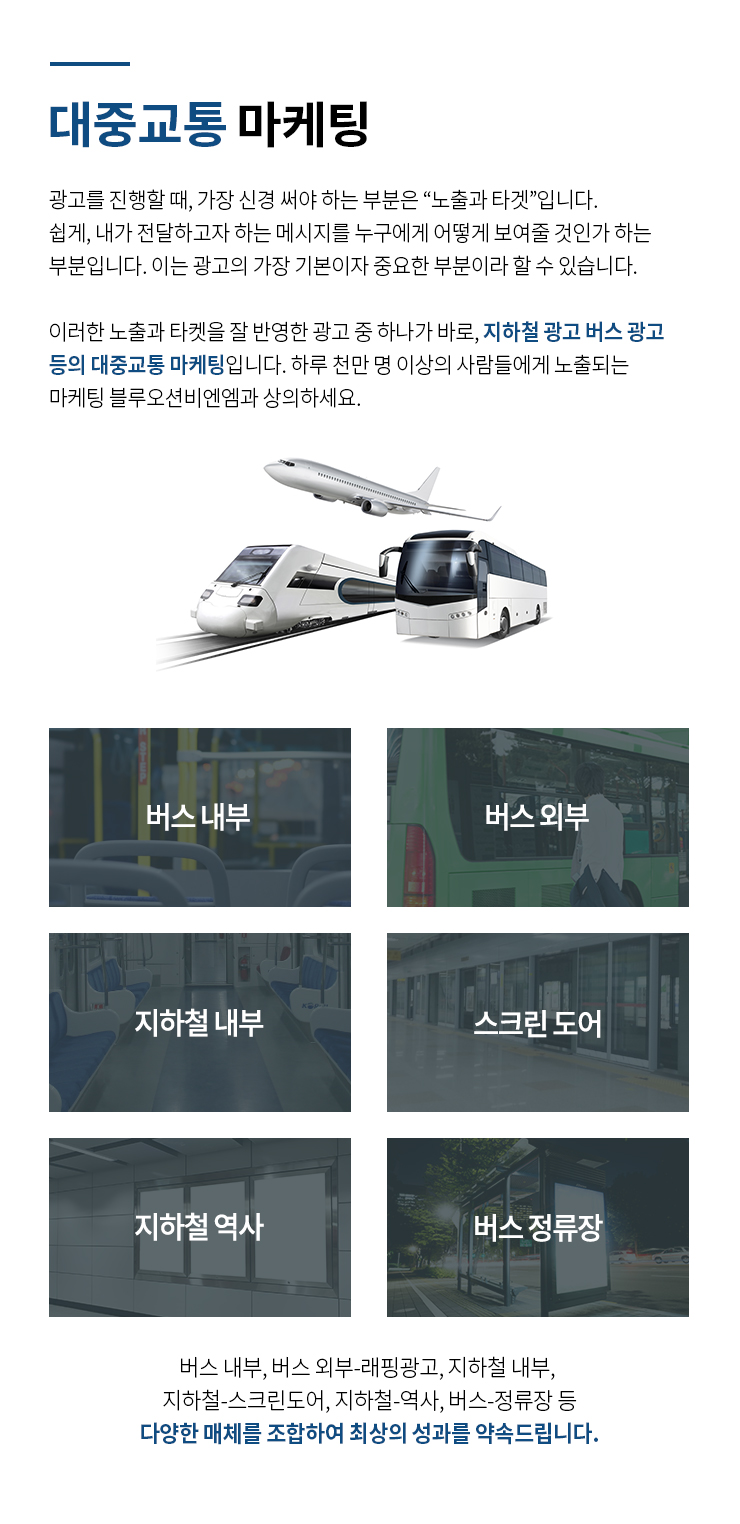 대중교통 마케팅
광고를 진행할 때, 가장 신경 써야 하는 부분은 “노출과 타겟”입니다.
쉽게, 내가 전달하고자 하는 메시지를 누구에게 어떻게 보여줄 것인가 하는
부분입니다. 이는 광고의 가장 기본이자 중요한 부분이라 할 수 있습니다.
이러한 노출과 타켓을 잘 반영한 광고 중 하나가 바로, 지하철 광고 버스 광고
등의 대중교통 마케팅입니다. 하루 천만 명 이상의 사람들에게 노출되는
마케팅 블루오션비엔엠과 상의하세요.
버스 내부
버스 외부
지하철 내부
스크린 도어
지하철 역사
버스 정류장
버스 내부, 버스 외부-래핑광고, 지하철 내부,
지하철-스크린도어, 지하철-역사, 버스-정류장 등
다양한 매체를 조합하여 최상의 성과를 약속드립니다.